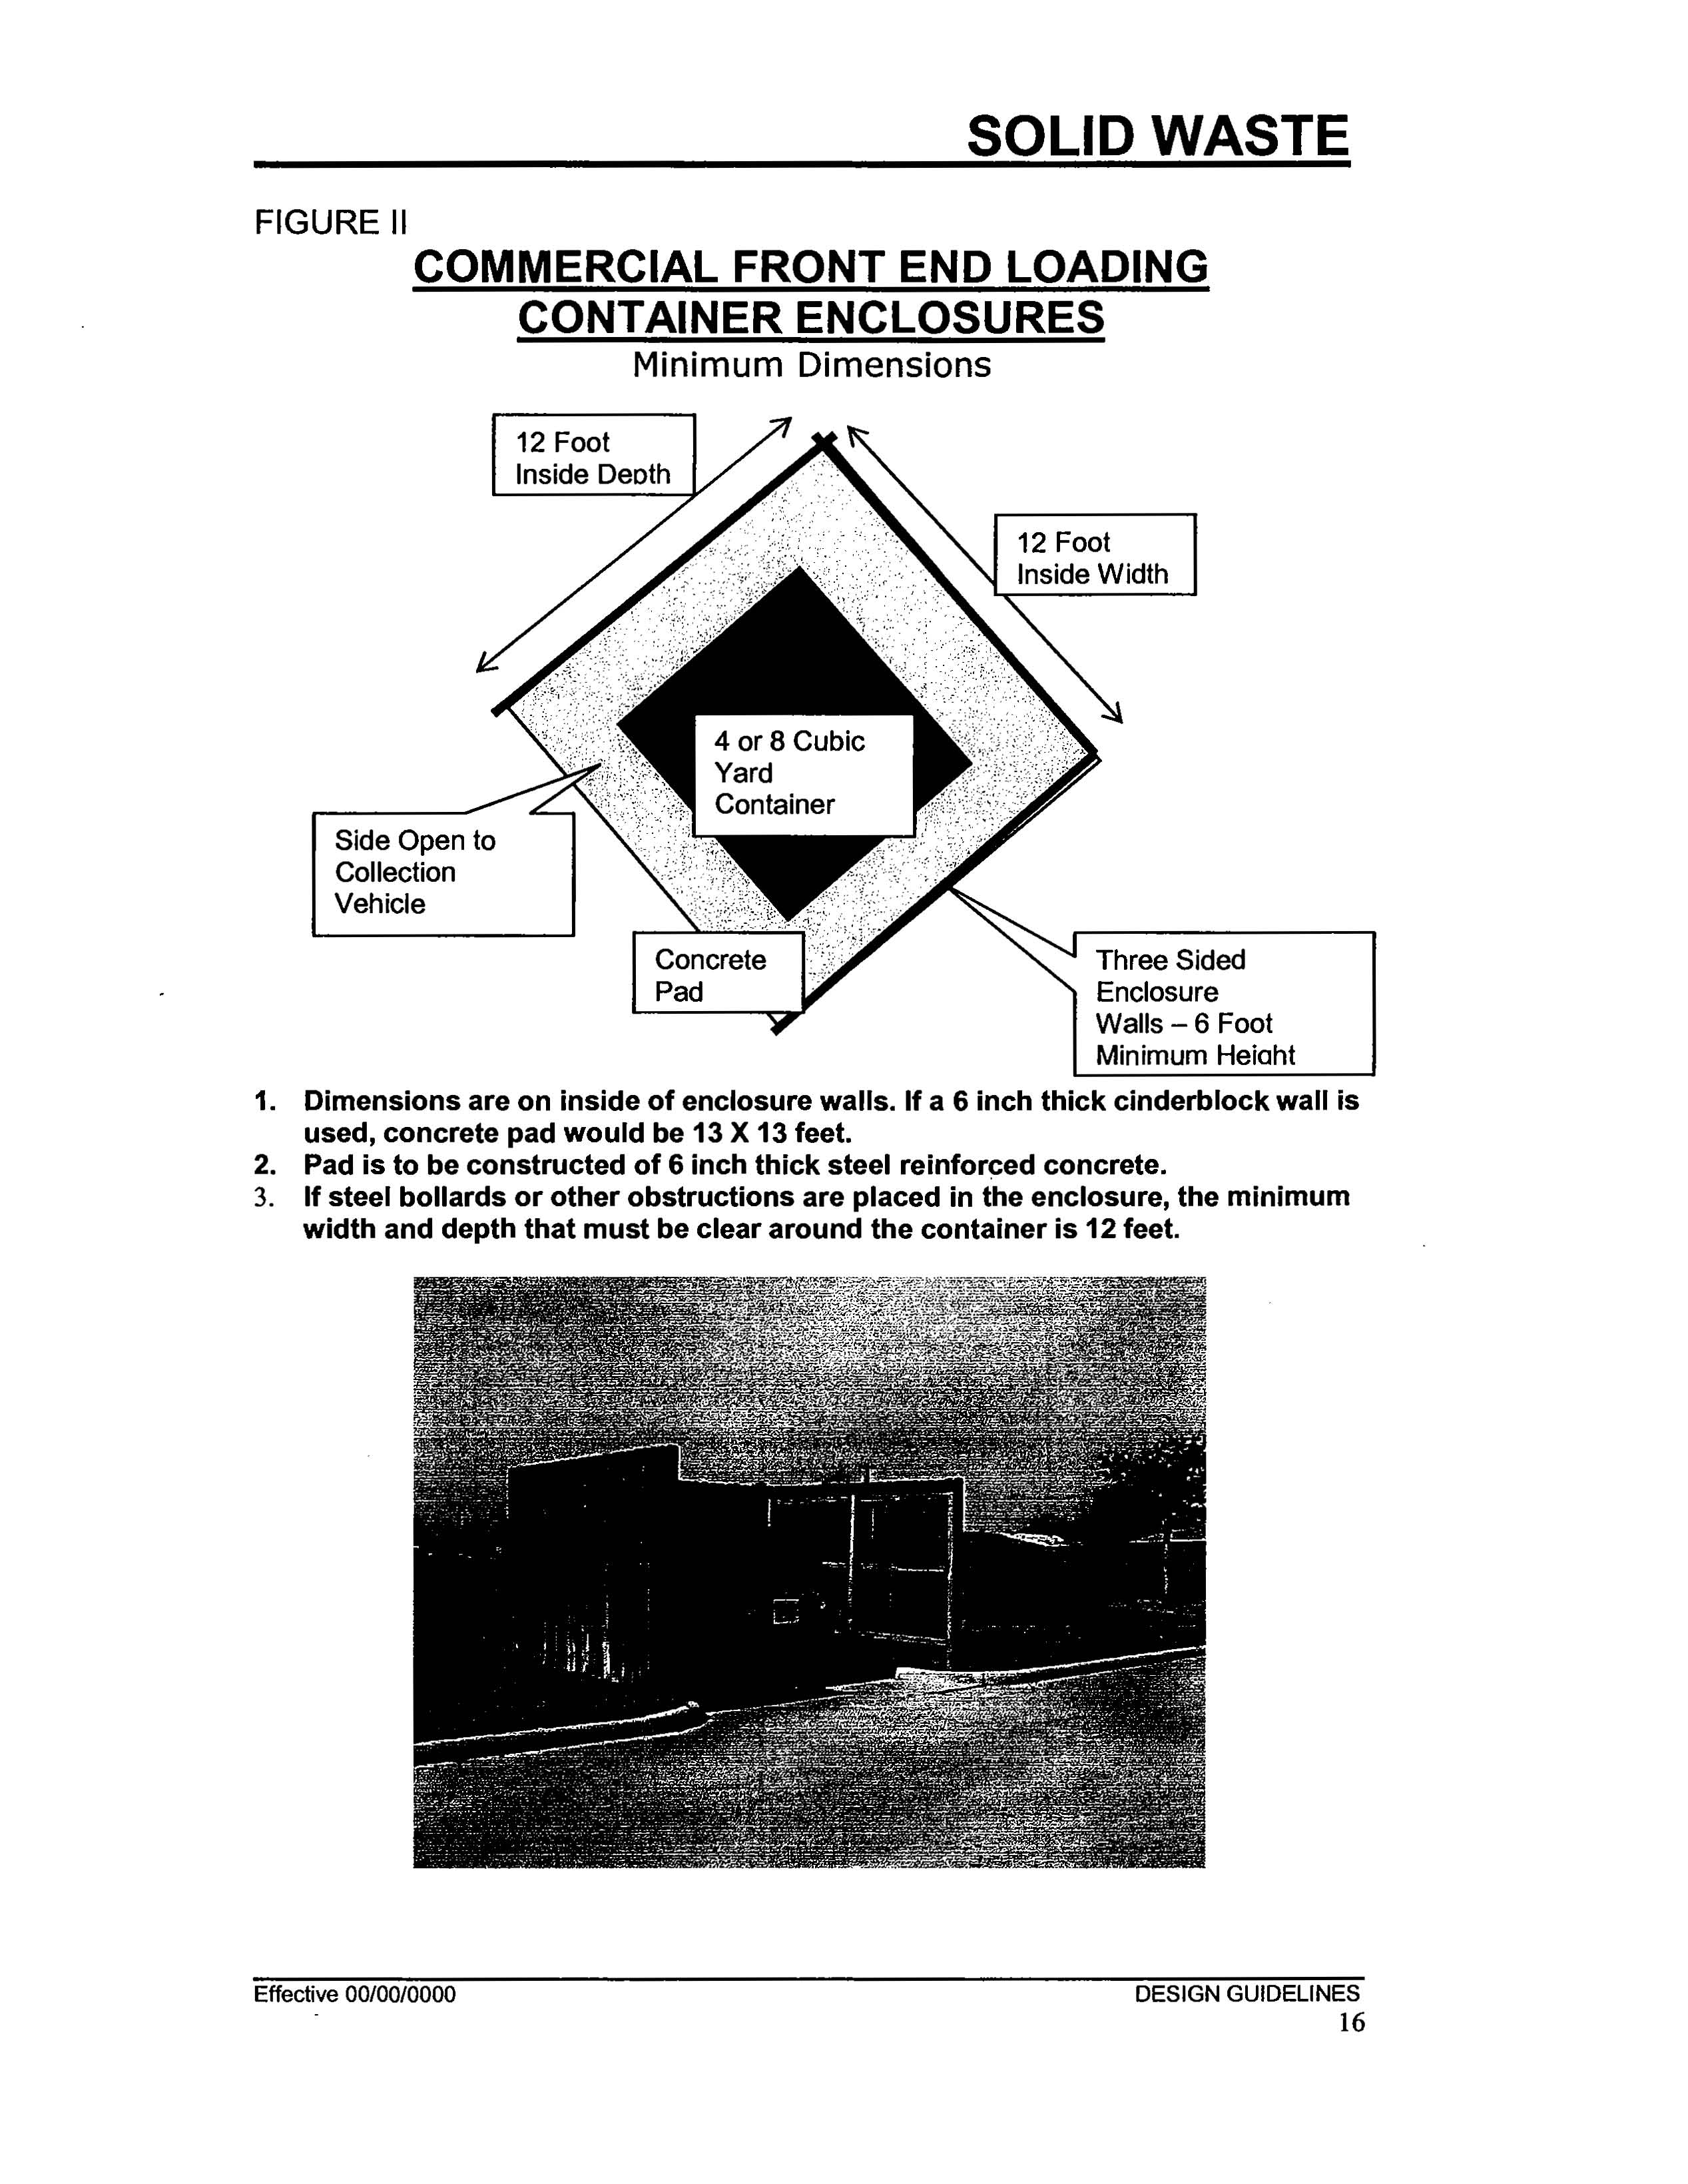 SOLID WASTE
FIGURE II
COMMERCIAL FRONT END LOADING
CONTAINER ENCLOSURES
Minimum Dimensions
12 Foot
Inside Depth
12 Foot
Inside Width
4 or 8 Cubic
Yard
Container
Side Open to
Collection
Vehicle
Concrete
Pad
Three Sided
Enclosure
Walls – 6 Foot
Minimum Height
1. Dimensions are on inside of enclosure walls. If a 6 inch thick cinderblock wall is
used, concrete pad would be 13 X 13 feet.
2. Pad is to be constructed of 6 inch thick steel reinforced concrete.
3. If steel bollards or other obstructions are placed in the enclosure, the minimum
width and depth that must be clear around the container is 12 feet.
Effective 00/00/0000
DESIGN GUIDELINES
16